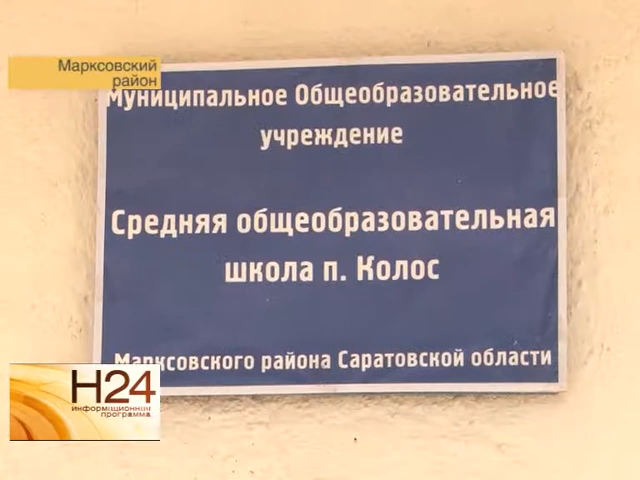 Марксовский
район
Муниципальное Общеобразовательное
учреждение
Средняя общеобразовательная
школа п. Колос
Марксовского района Саратовской области
Н24
информационная
программа